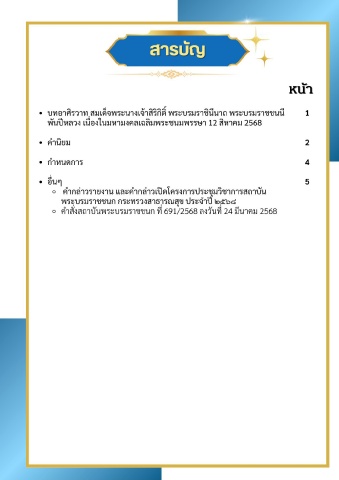 สารบัญ
หน้า
• บทอาศิรวาท สมเด็จพระนางเจ้าสิริกิติ์ พระบรมราชินีนาถ พระบรมราชชนนี 1
พันปีหลวง เนื่องในมหามงคลเฉลิมพระชนมพรรษา 12 สิงหาคม 2568
• คำนิยม 2
• กำหนดการ 4
• อื่นๆ 5
○ คำกล่าวรายงาน และคำกล่าวเปิดโครงการประชุมวิชาการสถาบัน
พระบรมราชชนก กระทรวงสาธารณสุข ประจำปี ๒๕๖๘
○ คำสั่งสถาบันพระบรมราชชนก ที่ 691/2568 ลงวันที่ 24 มีนาคม 2568